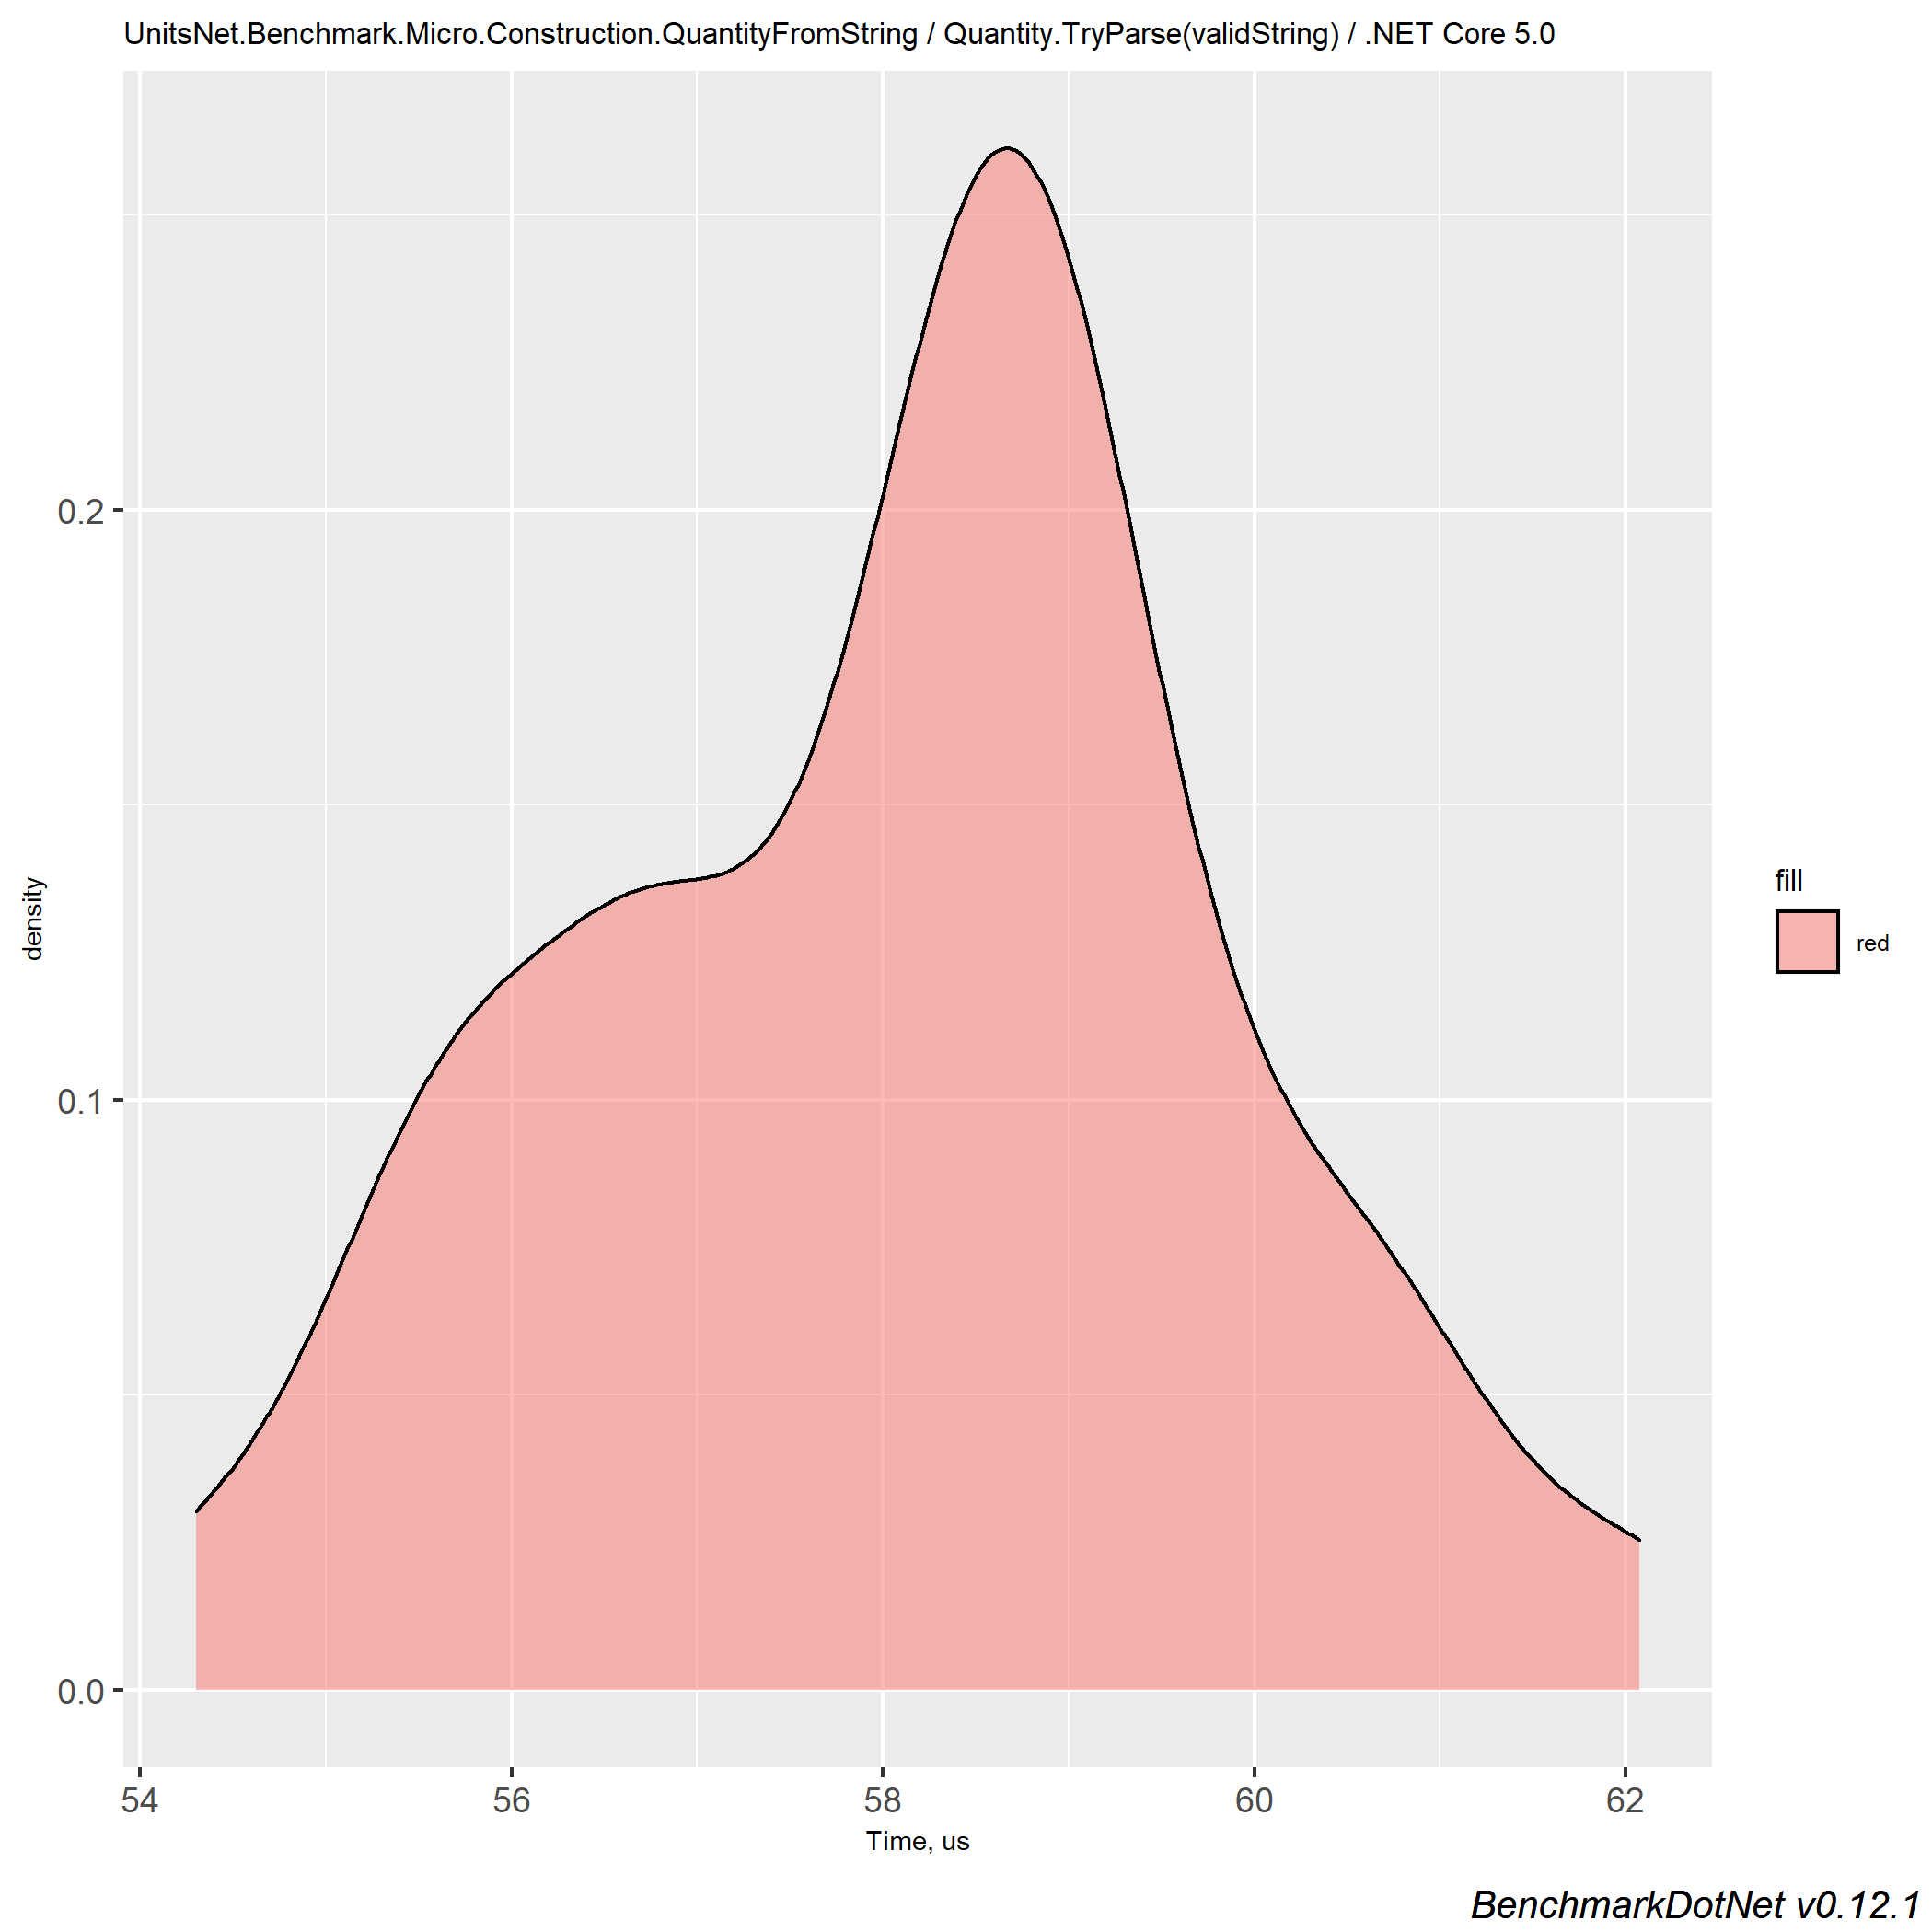 UnitsNet.Benchmark.Micro.Construction.QuantityFromString / Quantity.TryParse(validString) / .NET Core 5.0
0.2
0.1
0.0
density
54 56 58 60 62
Time, us
fill
red
BenchmarkDotNet v0.12.1